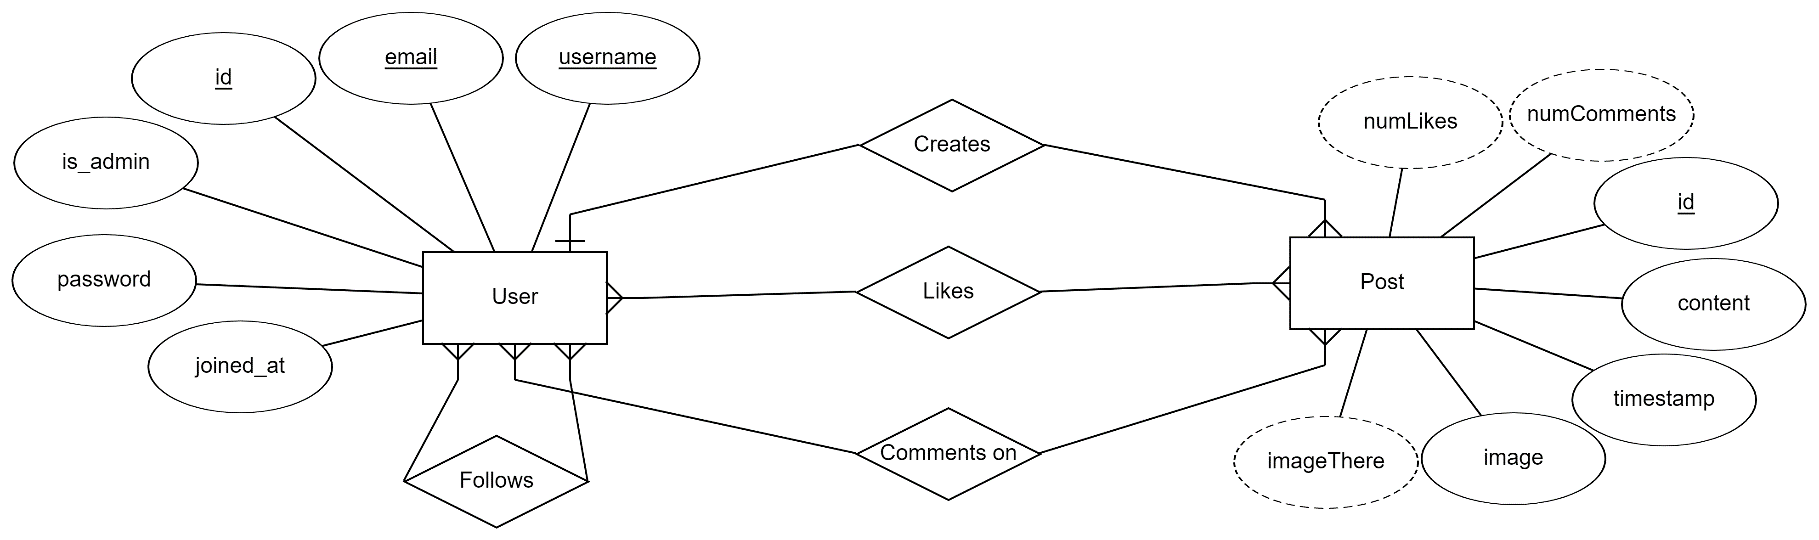 id
email
username
is_admin
password
joined_at
User
Creates
Likes
Comments on
Follows
numLikes
numComments
id
Post
content
timestamp
image
imageThere